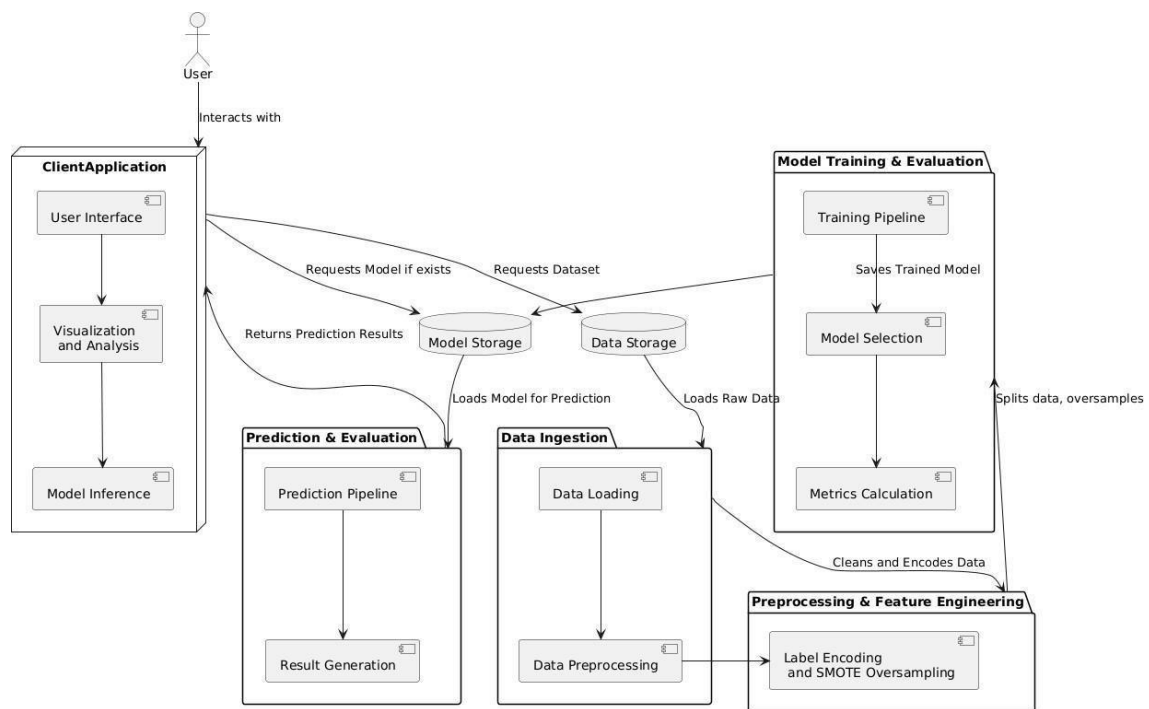 User
Interacts with
ClientApplication
User Interface
Visualization
and Analysis
Model Inference
Requests Model if exists
Requests Dataset
Returns Prediction Results
Model Storage
Data Storage
Loads Model for Prediction
Loads Raw Data
Model Training & Evaluation
Training Pipeline
Saves Trained Model
Model Selection
Metrics Calculation
Splits data, oversamples
Prediction & Evaluation
Prediction Pipeline
Result Generation
Data Ingestion
Data Loading
Data Preprocessing
Cleans and Encodes Data
Preprocessing & Feature Engineering
Label Encoding
and SMOTE Oversampling